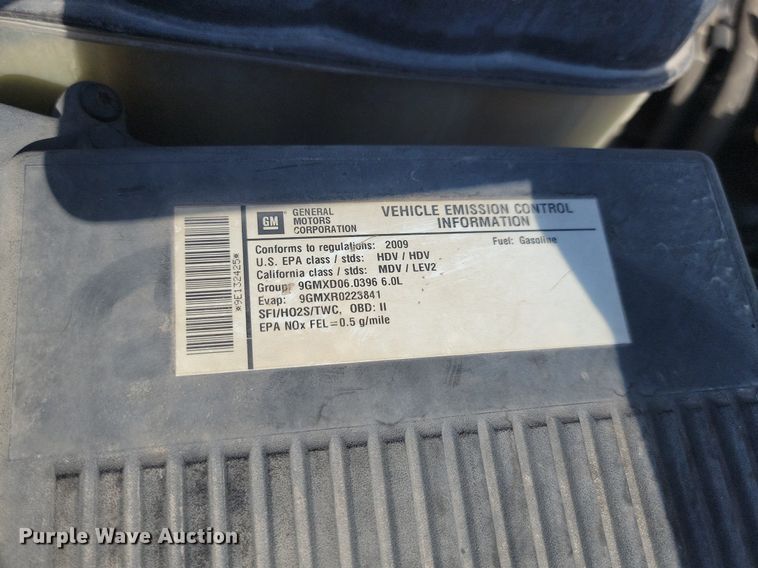 GM
GENERAL
MOTORS
CORPORATION
VEHICLE EMISSION CONTROL
INFORMATION
Conforms to regulations: 2009
Fuel: Gasoline
U.S. EPA class / stds: HDV / HDV
California class / stds: MDV / LEV2
Group: 9GMXD06.0396 6.0L
Evap: 9GMXR0223841
SFI/HO2S/TWC, OBD: II
EPA NOx FEL=0.5 g/mile
*9E132425*
Purple Wave Auction